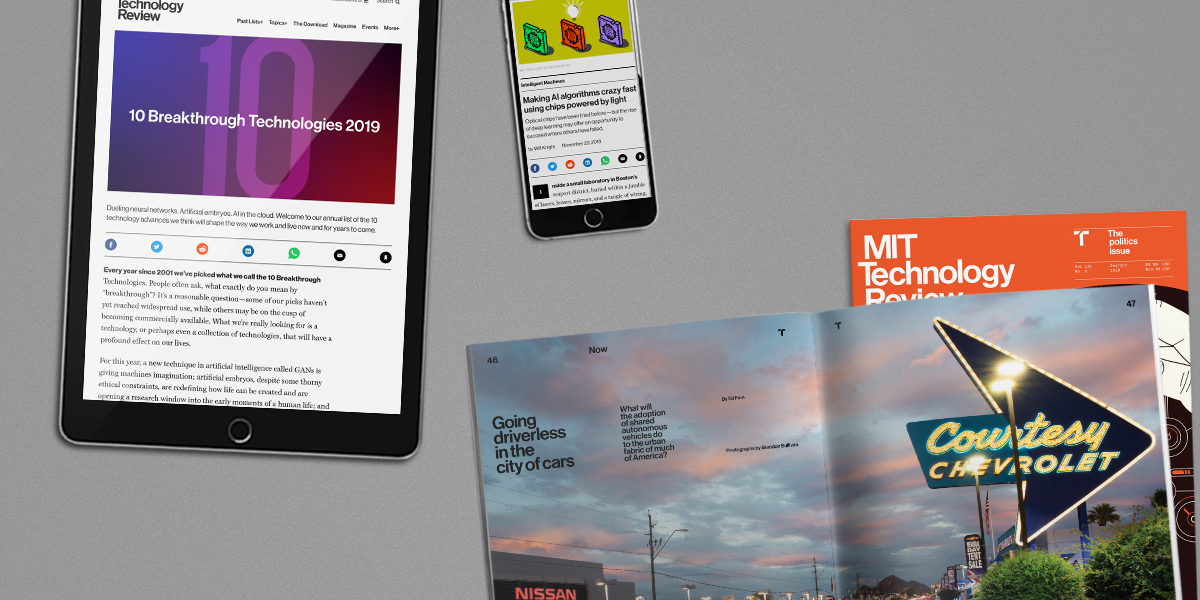 Technology
Review
Search
Past Lists+ Topics+ The Download Magazine Events More+
10
10 Breakthrough Technologies 2019
Dueling neural networks. Artificial embryos. AI in the cloud. Welcome to our annual list of the 10
technology advances we think will shape the way we work and live now and for years to come.
Every year since 2001 we've picked what we call the 10 Breakthrough
Technologies. People often ask, what exactly do you mean by
"breakthrough"? It's a reasonable question—some of our picks haven't
yet reached widespread use, while others may be on the cusp of
becoming commercially available. What we're really looking for is a
technology, or perhaps even a collection of technologies, that will have a
profound effect on our lives.
For this year, a new technique in artificial intelligence called GANs is
giving machines imagination; artificial embryos, despite some thorny
ethical constraints, are redefining how life can be created and are
opening a research window into the early moments of a human life; and
Intelligent Machines
Making AI algorithms crazy fast
using chips powered by light
Optical chips have been tried before—but the rise
of deep learning may offer an opportunity to
succeed where others have failed.
by Will Knight November 29, 2019
Inside a small laboratory in Boston's
seaport district, buried within a jumble
of lasers, lenses, mirrors, and a tangle of wiring,
MIT
Technology
Review
The
politics
issue
46
Now
47
Going
driverless
in the
city of cars
What will
the adoption
of shared
autonomous
vehicles do
to the urban
fabric of much
of America?
By Ed Finn
Photographs by Brandon Sullivan
Courtesy
CHEVROLET
MEMORIAL
DAY
TENT
SALE
NISSAN